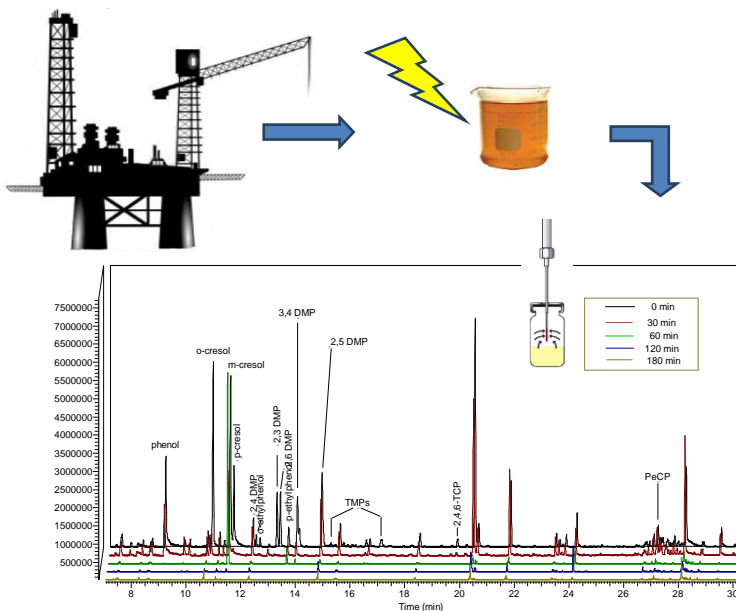 3,4 DMP
2,5 DMP
o-cresol
m-cresol
phenol
p-cresol
2,4 DMP
o-ethylphenol
2,3 DMP
2,6 DMP
p-ethylphenol
TMPs
2,4,6-TCP
PeCP
0 min
30 min
60 min
120 min
180 min
7500000
7000000
6500000
6000000
5500000
5000000
4500000
4000000
3500000
3000000
2500000
2000000
1500000
1000000
500000
0
8 10 12 14 16 18 20 22 24 26 28 30
Time (min)